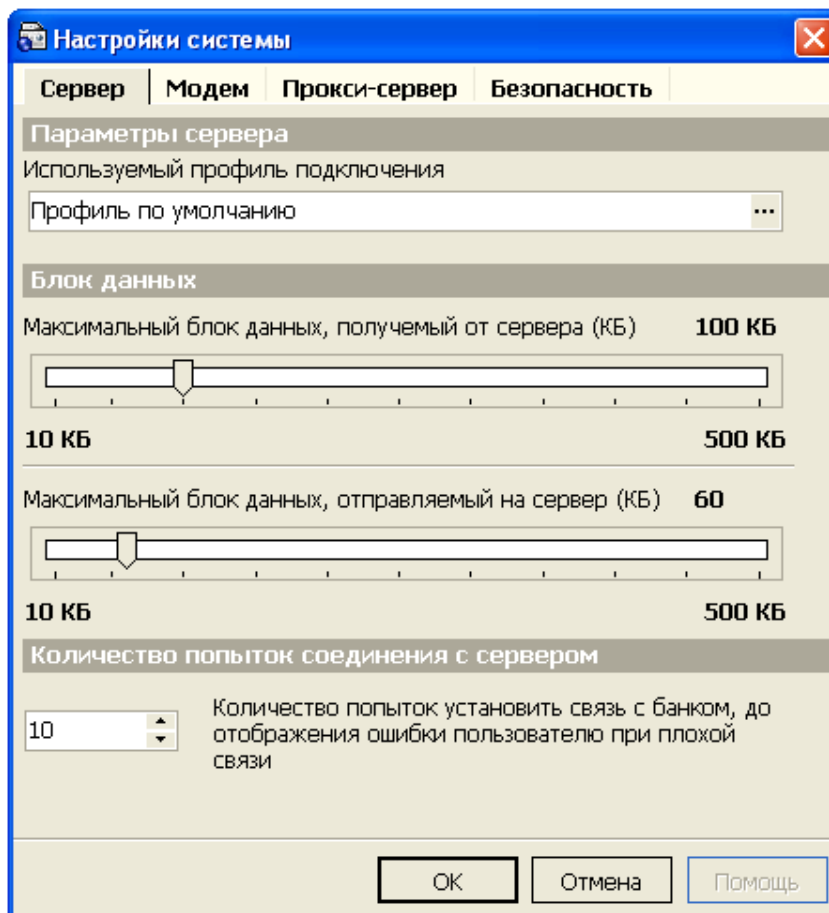 Настройки системы
Сервер Модем Прокси-сервер Безопасность
Параметры сервера
Используемый профиль подключения
Профиль по умолчанию ...
Блок данных
Максимальный блок данных, получемый от сервера (КБ) 100 КБ
10 КБ 500 КБ
Максимальный блок данных, отправляемый на сервер (КБ) 60
10 КБ 500 КБ
Количество попыток соединения с сервером
10
Количество попыток установить связь с банком, до
отображения ошибки пользователю при плохой
связи
ОК Отмена Помощь